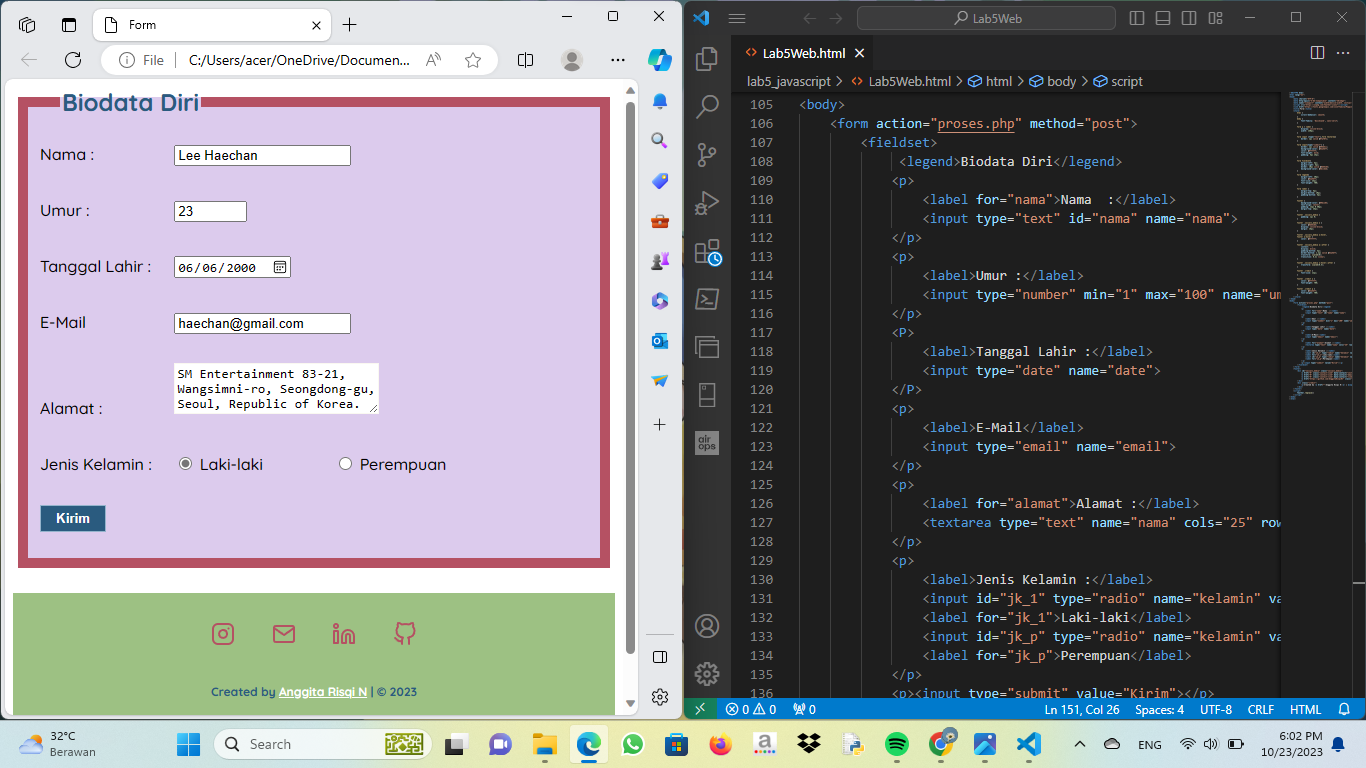 Form
File
C:/Users/acer/OneDrive/Documen...
Biodata Diri
Nama :
Lee Haechan
Umur :
23
Tanggal Lahir :
06/06/2000
E-Mail
haechan@gmail.com
Alamat :
SM Entertainment 83-21,
Wangsimni-ro, Seongdong-gu,
Seoul, Republic of Korea.
Jenis Kelamin :
Laki-laki
Perempuan
Kirim
Created by Anggita Risqi N | © 2023
Lab5Web
Lab5Web.html
lab5_javascript > Lab5Web.html > html > body > script
105 <body>
106 <form action="proses.php" method="post">
107 <fieldset>
108 <legend>Biodata Diri</legend>
109 <p>
110 <label for="nama">Nama  :</label>
111 <input type="text" id="nama" name="nama">
112 </p>
113 <p>
114 <label>Umur :</label>
115 <input type="number" min="1" max="100" name="um
116 </p>
117 <P>
118 <label>Tanggal Lahir :</label>
119 <input type="date" name="date">
120 </P>
121 <p>
122 <label>E-Mail</label>
123 <input type="email" name="email">
124 </p>
125 <p>
126 <label for="alamat">Alamat :</label>
127 <textarea type="text" name="nama" cols="25" row
128 </p>
129 <p>
130 <label>Jenis Kelamin :</label>
131 <input id="jk_1" type="radio" name="kelamin" va
132 <label for="jk_1">Laki-laki</label>
133 <input id="jk_p" type="radio" name="kelamin" va
134 <label for="jk_p">Perempuan</label>
135 </p>
136 <p><input type="submit" value="Kirim"></p>
air
ops
0 0
0
Ln 151, Col 26
Spaces: 4
UTF-8
CRLF
HTML
32°C
Berawan
Search
a
ENG
6:02 PM
10/23/2023